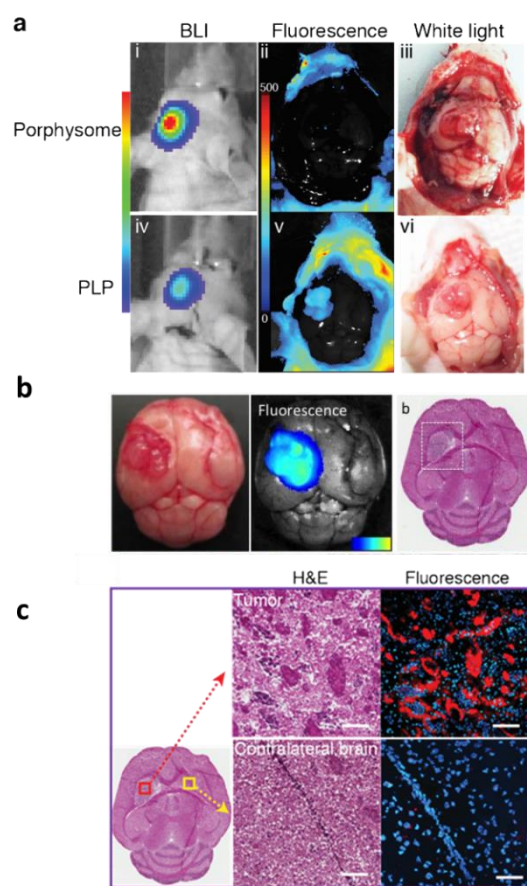 a
BLI Fluorescence White light
i ii iii
500
Porphysome
iv v vi
PLP
0
b
Fluorescence b
c
H&E Fluorescence
Tumor
Contralateral brain